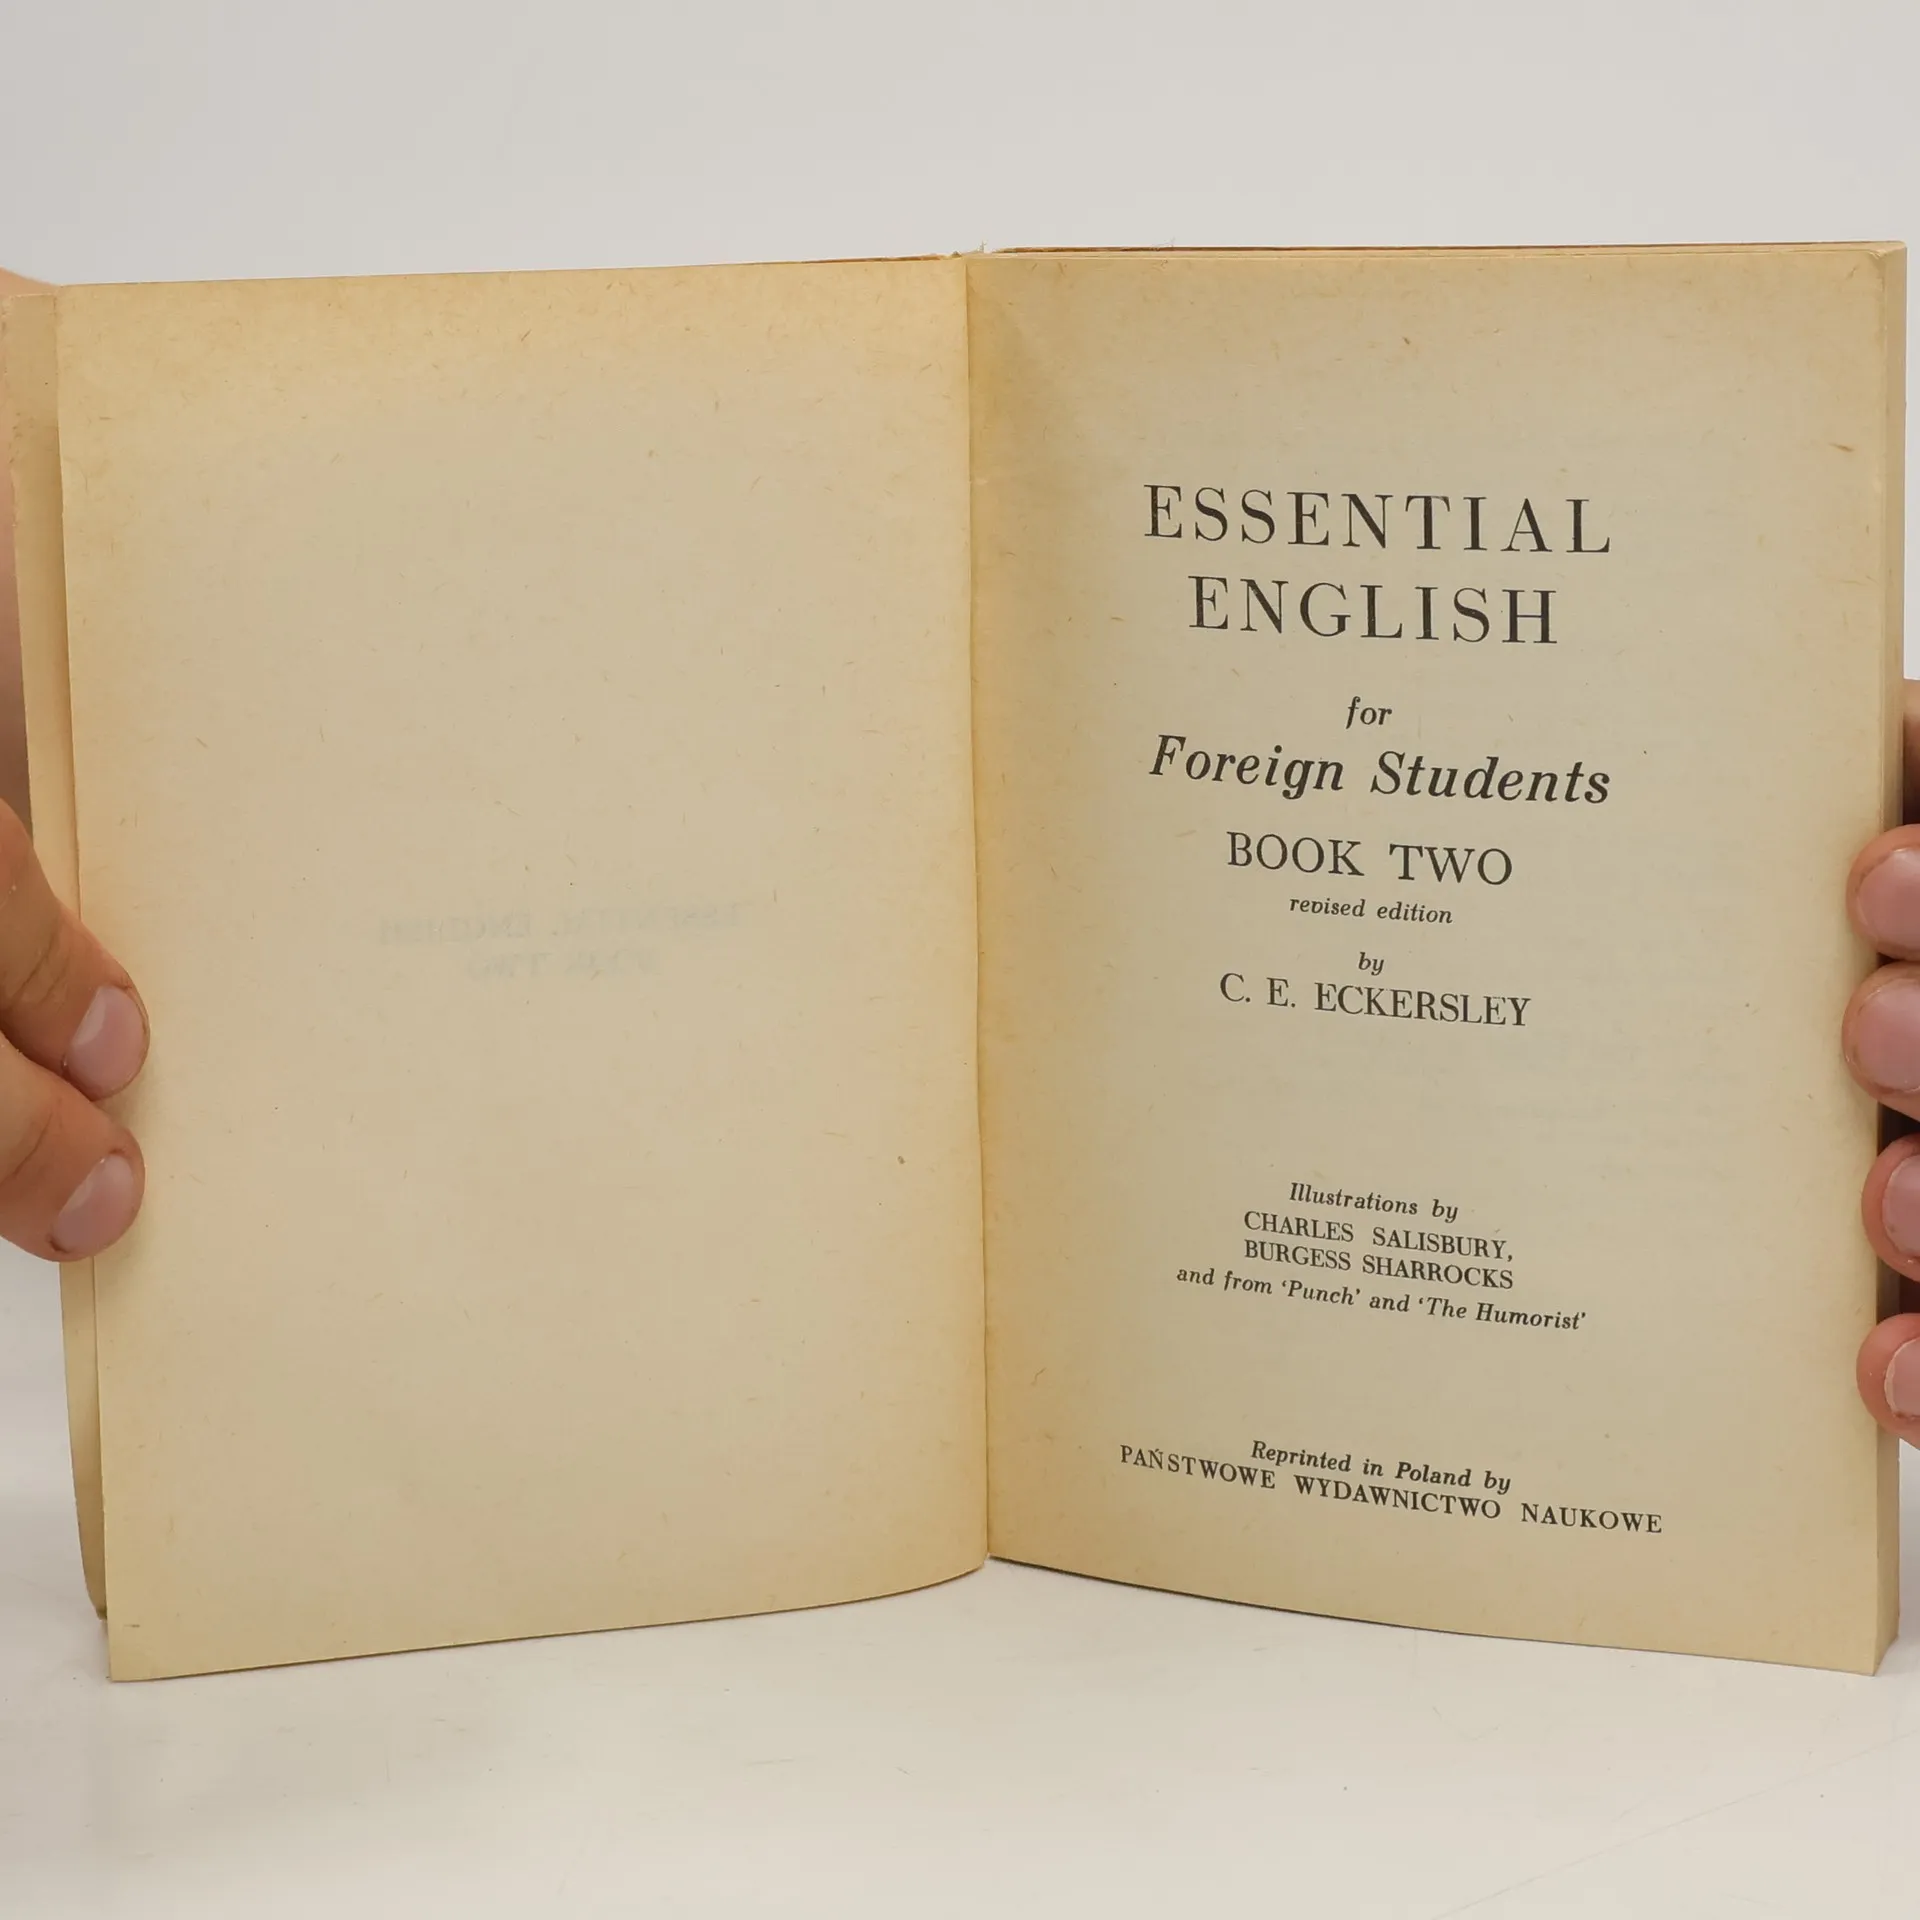 ESSENTIAL
ENGLISH
for
Foreign Students
BOOK TWO
revised edition
by
C. E. ECKERSLEY
Illustrations by
CHARLES SALISBURY,
BURGESS SHARROCKS
and from ‘Punch’ and ‘The Humorist’
Reprinted in Poland by
PAŃSTWOWE WYDAWNICTWO NAUKOWE